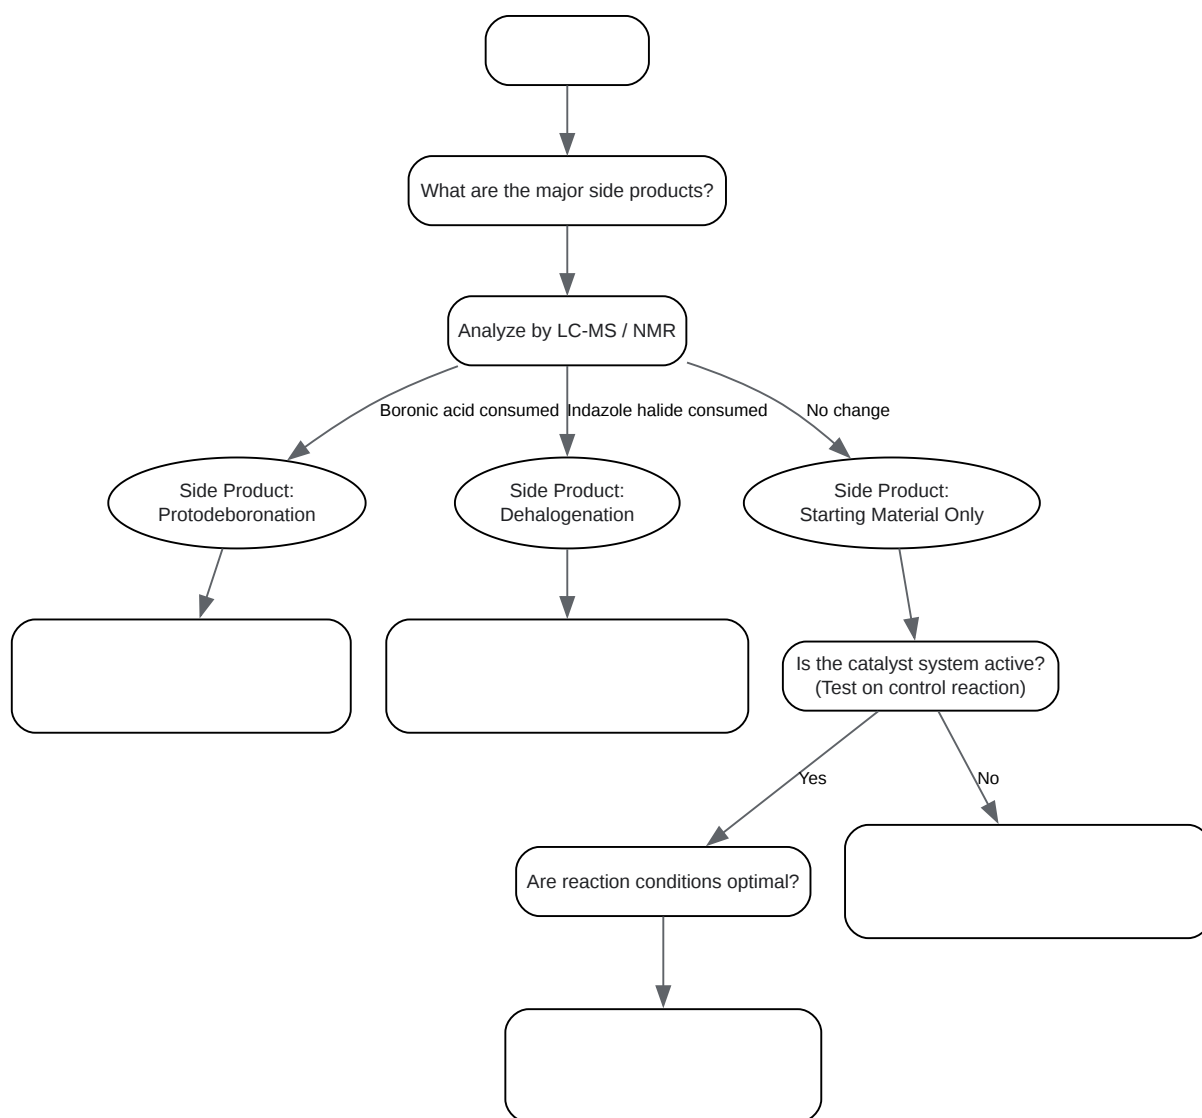 What are the major side products?
Analyze by LC-MS / NMR
Boronic acid consumed
Indazole halide consumed
No change
Side Product:
Protodeboronation
Side Product:
Dehalogenation
Side Product:
Starting Material Only
Is the catalyst system active?
(Test on control reaction)
Yes
No
Are reaction conditions optimal?